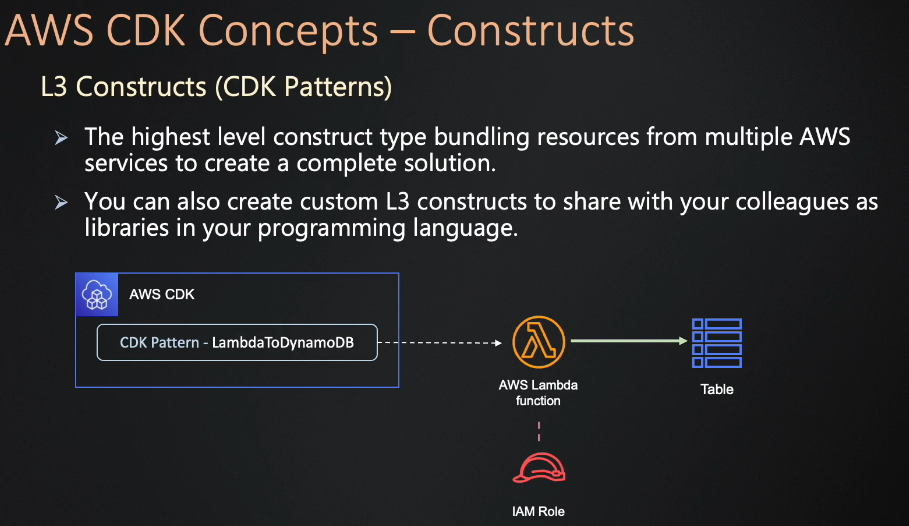 AWS CDK Concepts – Constructs
L3 Constructs (CDK Patterns)
The highest level construct type bundling resources from multiple AWS
services to create a complete solution.
You can also create custom L3 constructs to share with your colleagues as
libraries in your programming language.
AWS CDK
CDK Pattern - LambdaToDynamoDB
AWS Lambda
function
Table
IAM Role